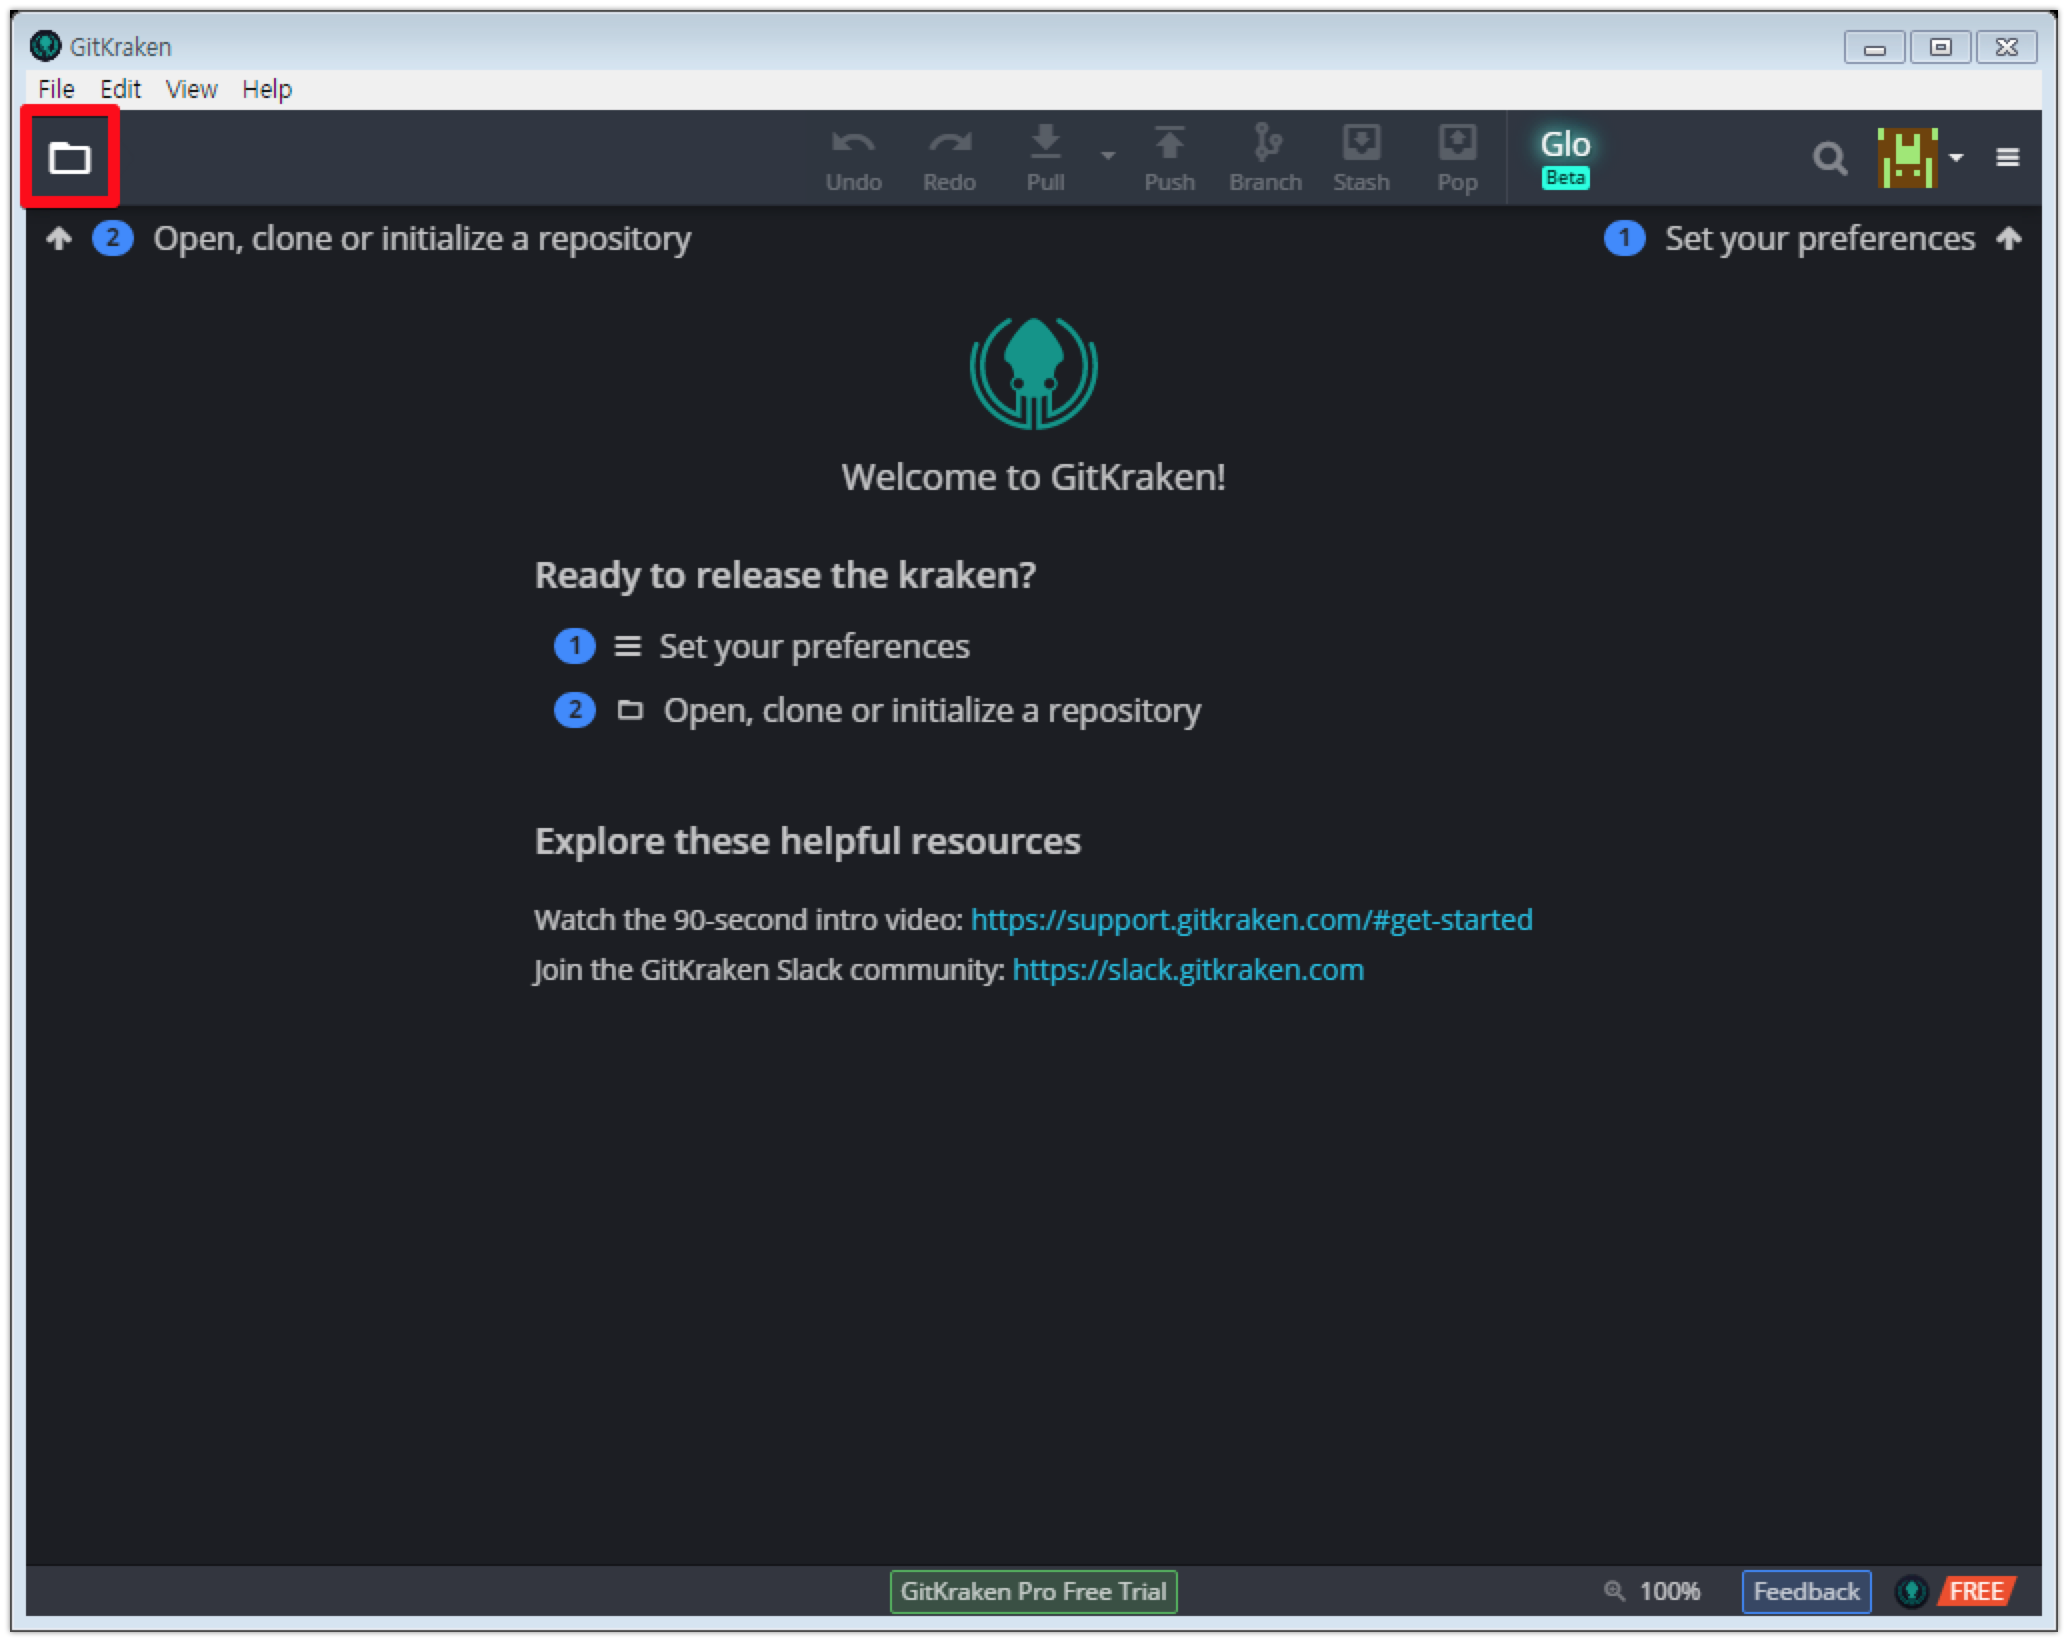 GitKraken
File Edit View Help
Undo Redo Pull Push Branch Stash Pop
Glo
Beta
2 Open, clone or initialize a repository
1 Set your preferences
Welcome to GitKraken!
Ready to release the kraken?
1 Set your preferences
2 Open, clone or initialize a repository
Explore these helpful resources
Watch the 90-second intro video: https://support.gitkraken.com/#get-started
Join the GitKraken Slack community: https://slack.gitkraken.com
GitKraken Pro Free Trial
100%
Feedback
FREE